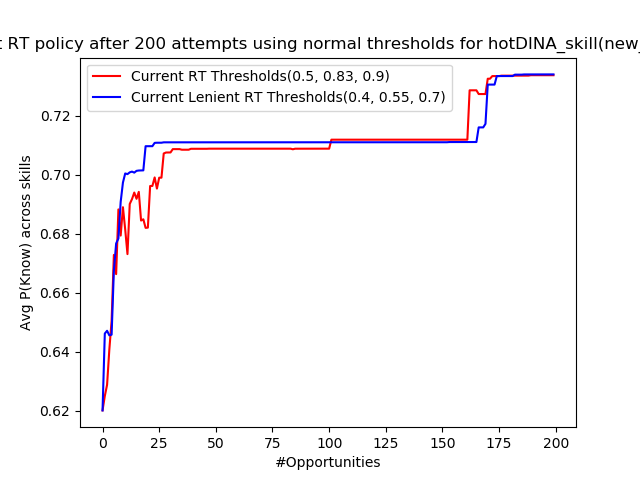 t RT policy after 200 attempts using normal thresholds for hotDINA_skill(new_
Current RT Thresholds(0.5, 0.83, 0.9)
Current Lenient RT Thresholds(0.4, 0.55, 0.7)
Avg P(Know) across skills
0.72
0.70
0.68
0.66
0.64
0.62
0 25 50 75 100 125 150 175 200
#Opportunities